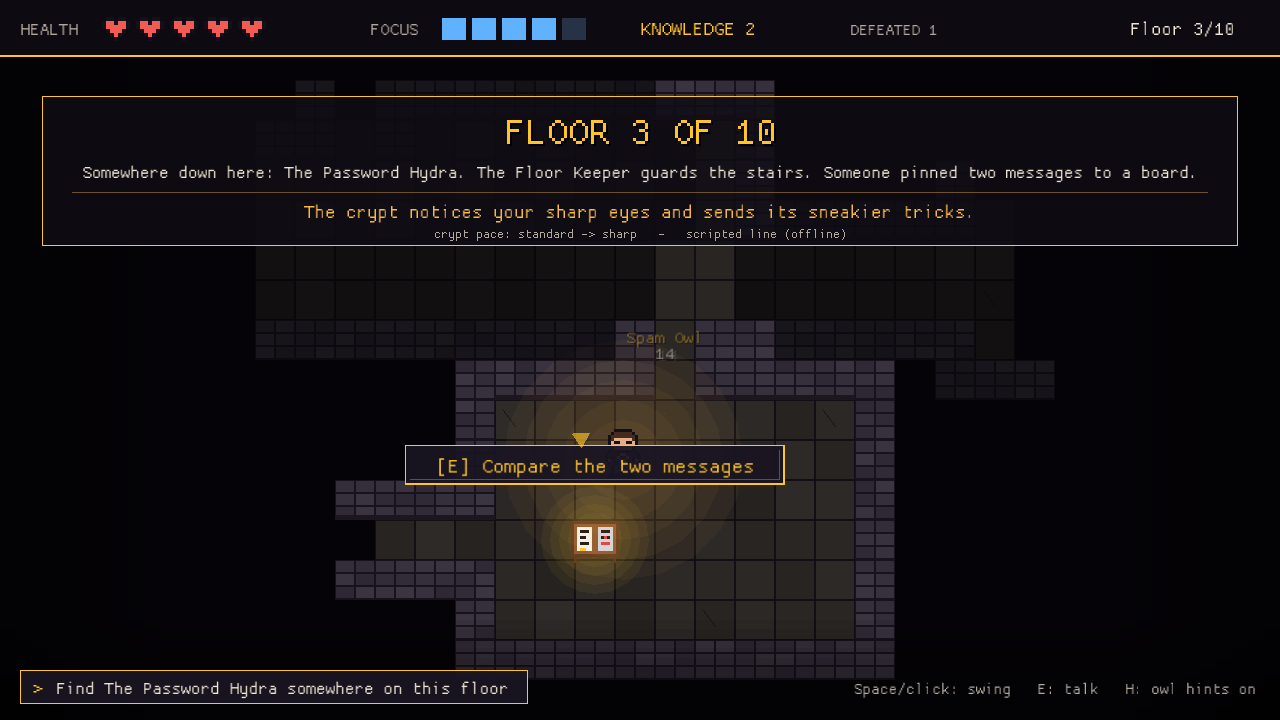 HEALTH FOCUS KNOWLEDGE 2 DEFEATED 1 Floor 3/10
FLOOR 3 OF 10
Somewhere down here: The Password Hydra. The Floor Keeper guards the stairs. Someone pinned two messages to a board.
The crypt notices your sharp eyes and sends its sneakier tricks.
crypt pace: standard -> sharp - scripted line (offline)
Spam Owl
14
[E] Compare the two messages
> Find The Password Hydra somewhere on this floor
Space/click: swing E: talk H: owl hints on